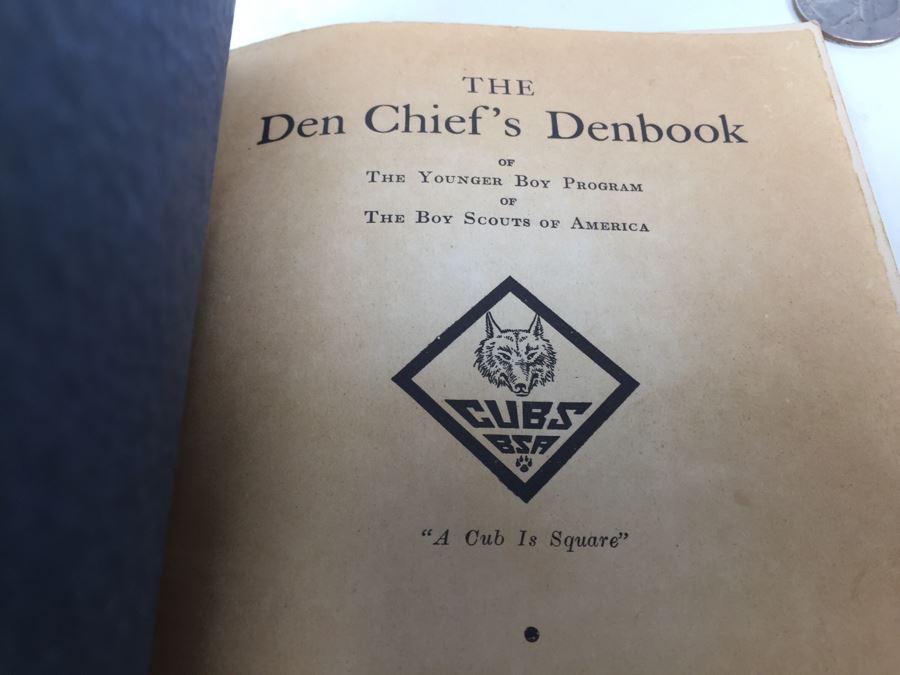 THE
Den Chief's Denbook
OF
THE YOUNGER BOY PROGRAM
OF
THE BOY SCOUTS OF AMERICA
CUBS
BSA
"A Cub Is Square"